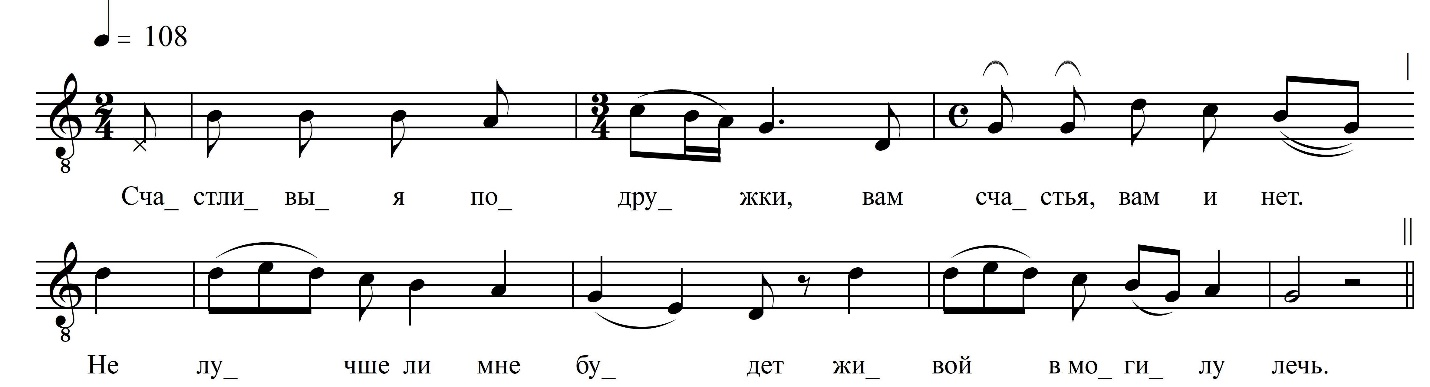 = 108
Сча_ стли_ вы_ я по_ дру_ жки, вам сча_ стья, вам и нет.
Не лу_ чше ли мне бу_ дет жи_ вой в мо_ ги_ лу лечь.